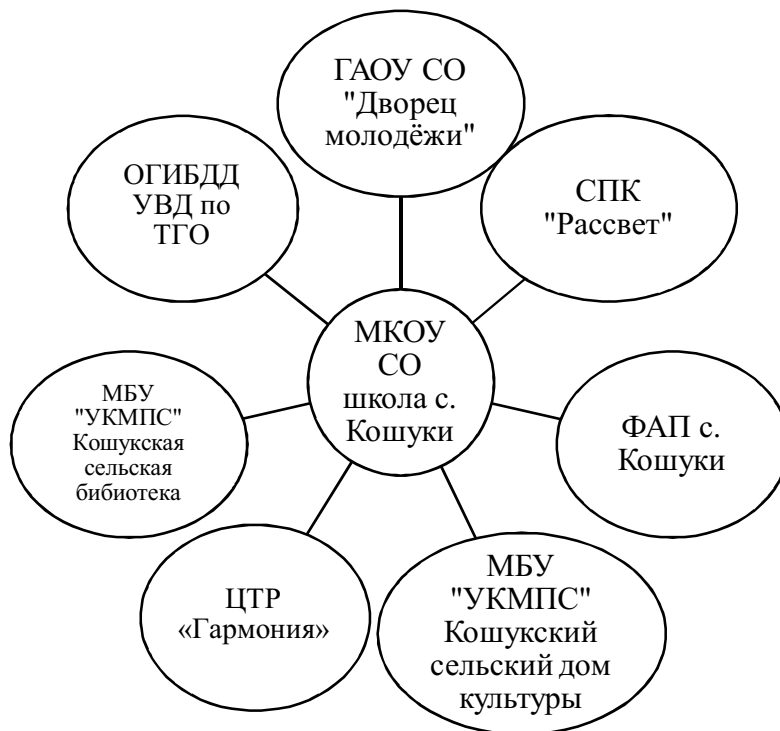 ГАОУ СО
"Дворец
молодёжи"
ОГИБДД
УВД по
ТГО
СПК
"Рассвет"
МКОУ
СО
школа с.
Кошуки
МБУ
"УКМПС"
Кошукская
сельская
бибиотека
ФАП с.
Кошуки
ЦТР
«Гармония»
МБУ
"УКМПС"
Кошукский
сельский дом
культуры